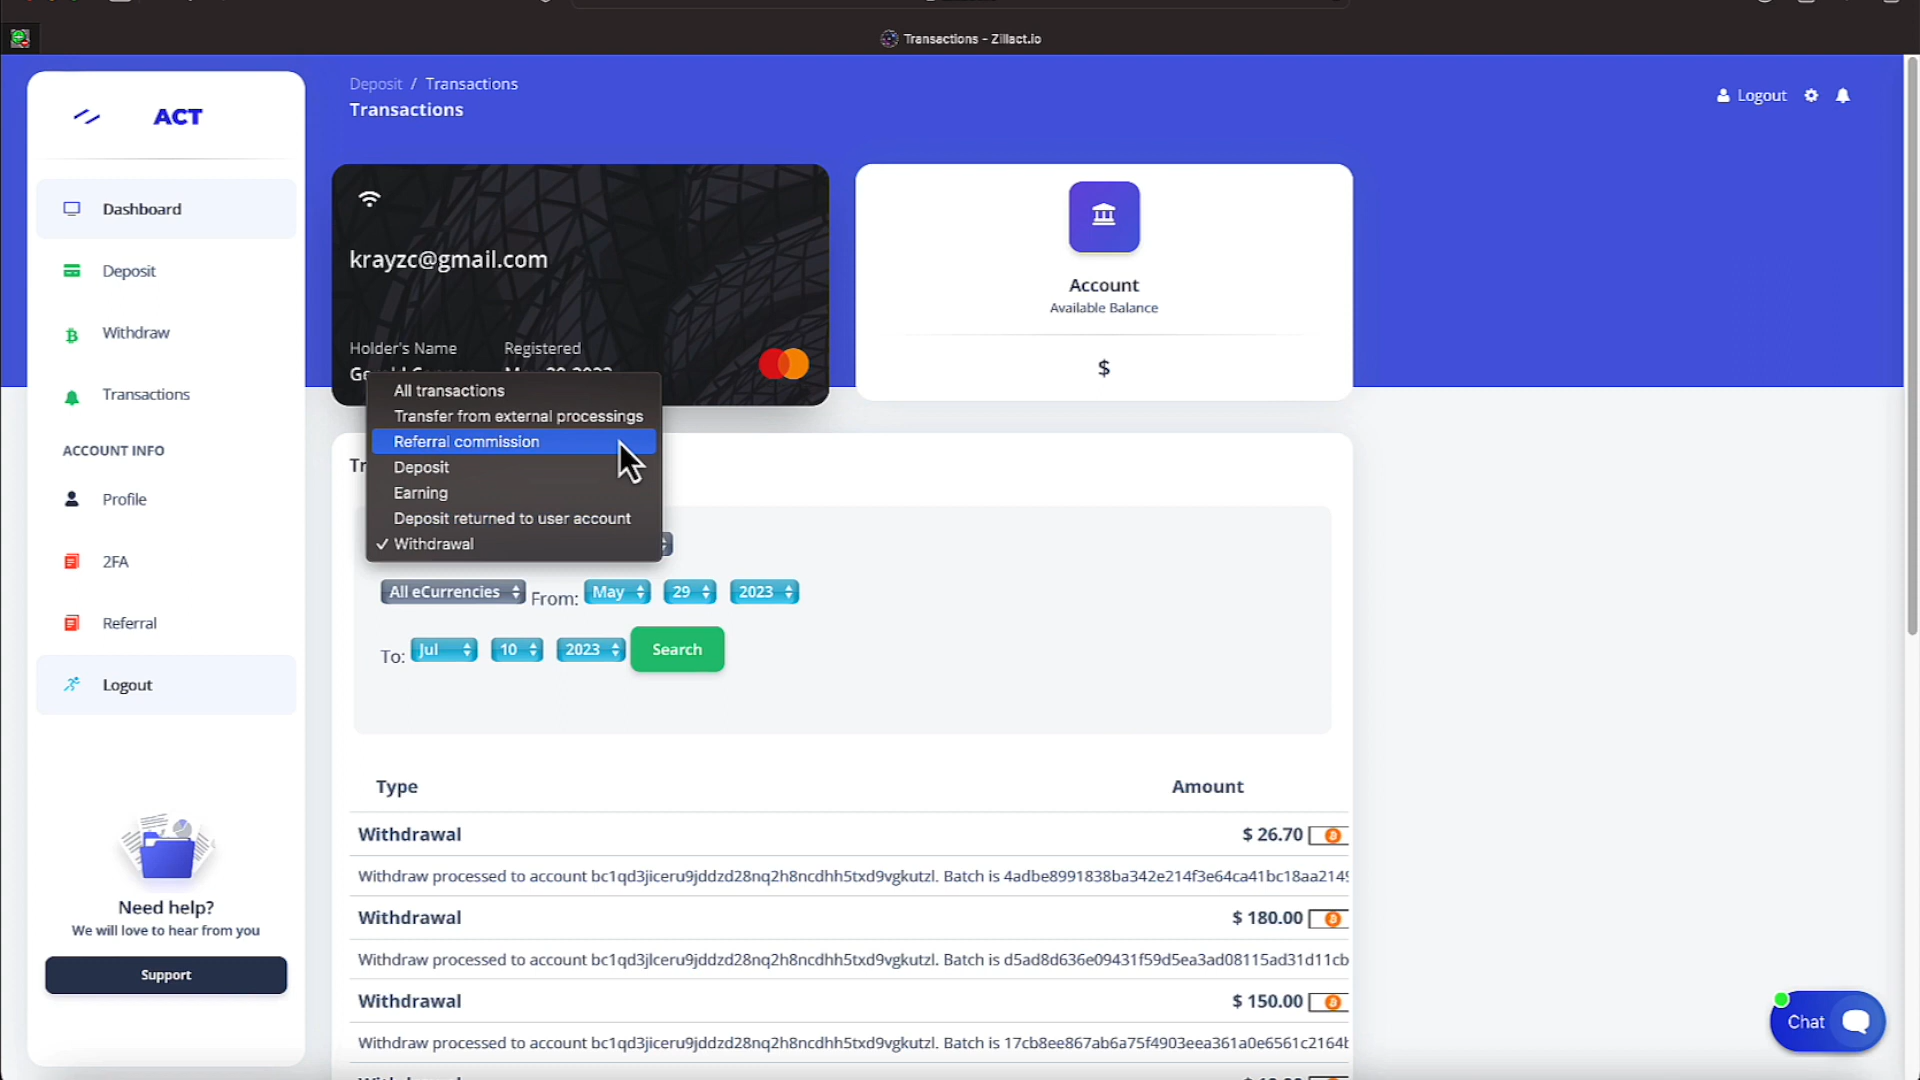 Transactions - Zillact.io
Deposit / Transactions
Transactions
Logout
ACT
Dashboard
Deposit
Withdraw
Transactions
ACCOUNT INFO
Profile
2FA
Referral
Logout
Need help?
We will love to hear from you
Support
krayzc@gmail.com
Holder's Name
Registered
Account
Available Balance
$
All transactions
Transfer from external processings
Referral commission
Deposit
Earning
Deposit returned to user account
✓ Withdrawal
All eCurrencies From: May 29 2023
To: Jul 10 2023 Search
Type Amount
Withdrawal $ 26.70
Withdraw processed to account bc1qd3jlceru9jddzd28nq2h8ncdhh5txd9vgkutzl. Batch is 4adbe8991838ba342e214f3e64ca41bc18aa2149
Withdrawal $ 180.00
Withdraw processed to account bc1qd3jlceru9jddzd28nq2h8ncdhh5txd9vgkutzl. Batch is d5ad8d636e09431f59d5ea3ad08115ad31d11cb
Withdrawal $ 150.00
Withdraw processed to account bc1qd3jlceru9jddzd28nq2h8ncdhh5txd9vgkutzl. Batch is 17cb8ee867ab6a75f4903eea361a0e6561c2164b
Chat